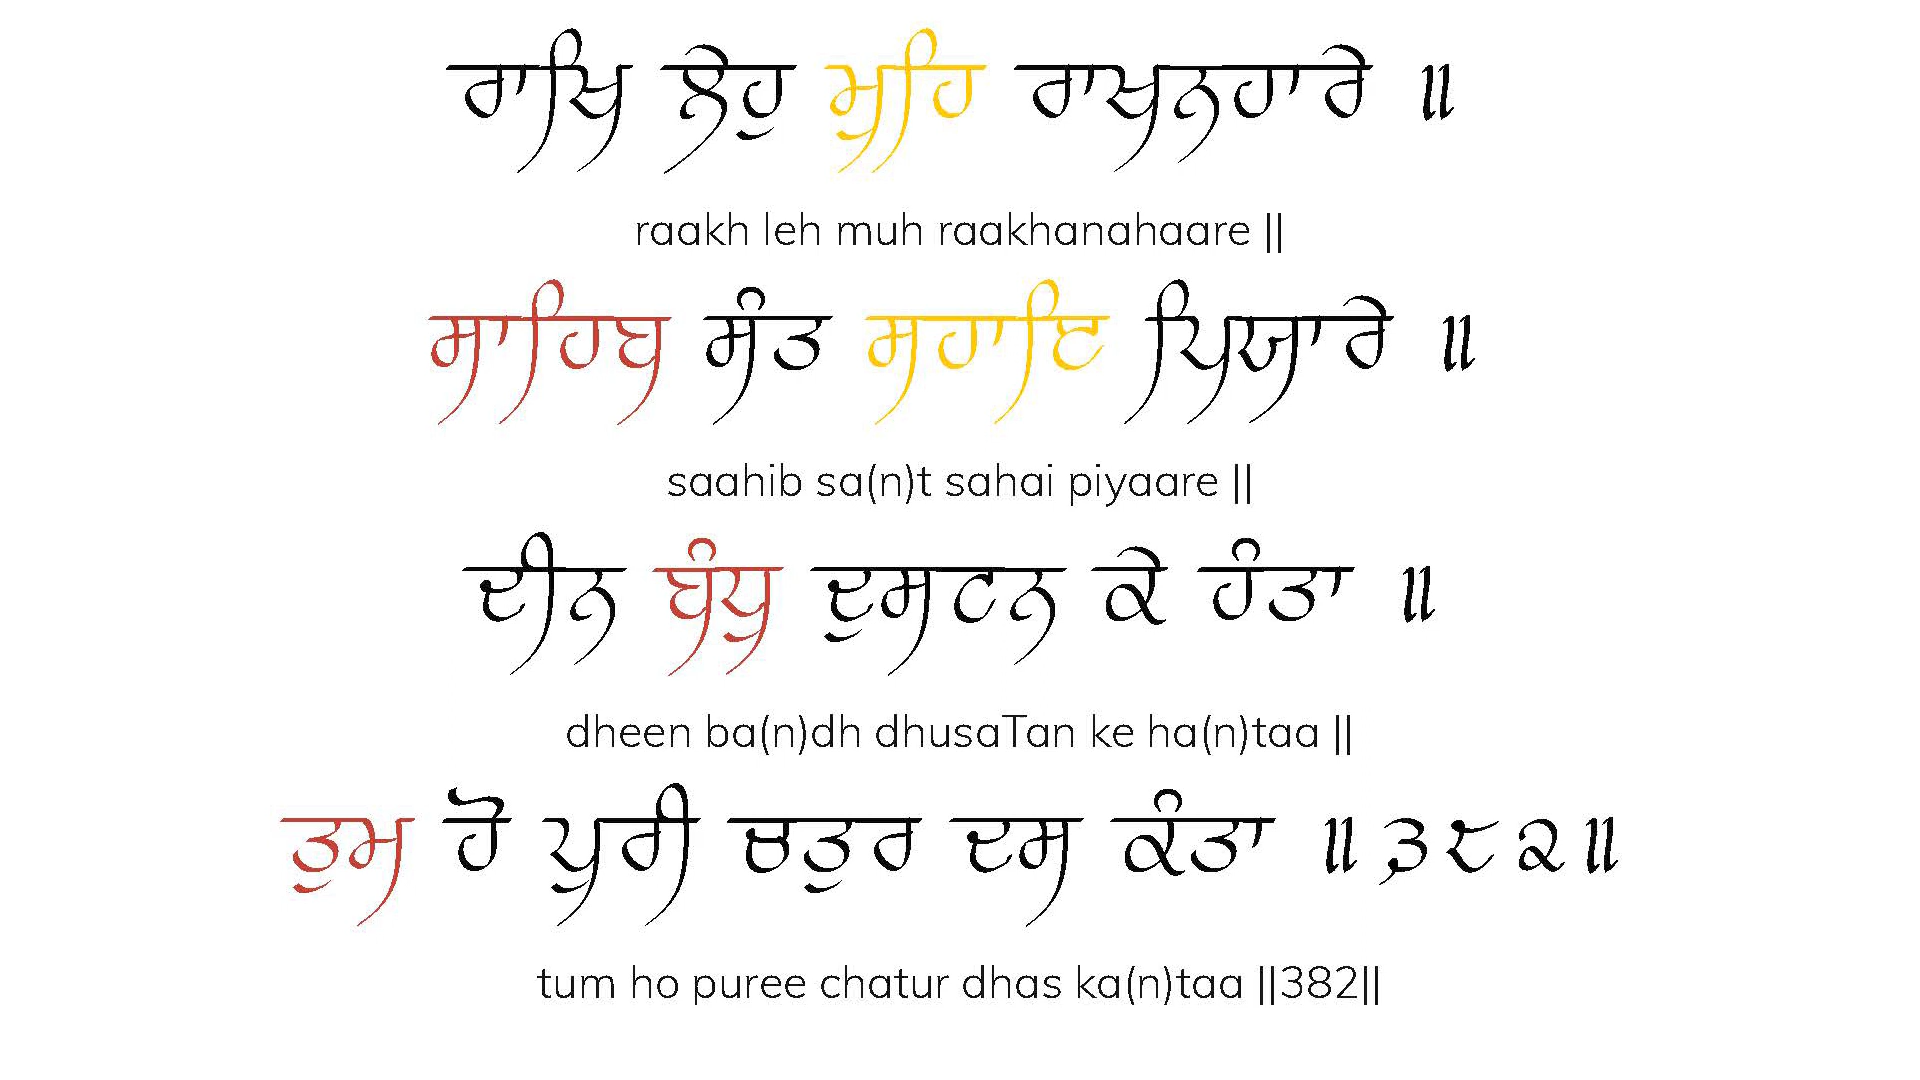 ਰਾਖਿ ਲੇਹੁ ਮੁਹਿ ਰਾਖਨਹਾਰੇ ॥
raakh leh muh raakhanahaare ||
ਸਾਹਿਬ ਸੰਤ ਸਹਾਇ ਪਿਯਾਰੇ ॥
saahib sa(n)t sahai piyaare ||
ਦੀਨ ਬੰਧੁ ਦੁਸਟਨ ਕੇ ਹੰਤਾ ॥
dheen ba(n)dh dhusaTan ke ha(n)taa ||
ਤੁਮ ਹੋ ਪੁਰੀ ਚਤੁਰ ਦਸ ਕੰਤਾ ॥੩੮੨॥
tum ho puree chatur dhas ka(n)taa ||382||